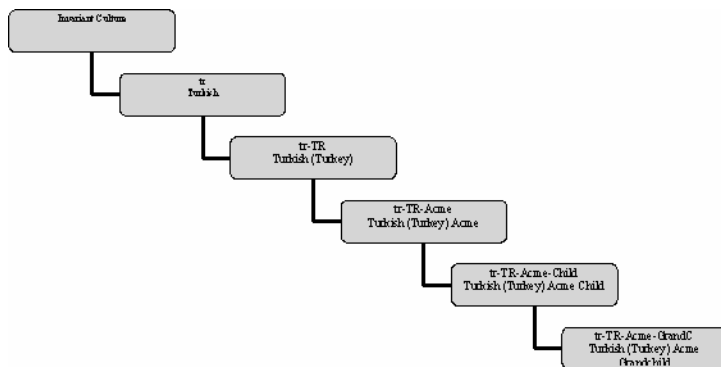 Invariant Culture
tr
Turkish
tr-TR
Turkish (Turkey)
tr-TR-Acme
Turkish (Turkey) Acme
tr-TR-Acme-Child
Turkish (Turkey) Acme Child
tr-TR-Acme-GrandC
Turkish (Turkey) Acme
Grandchild